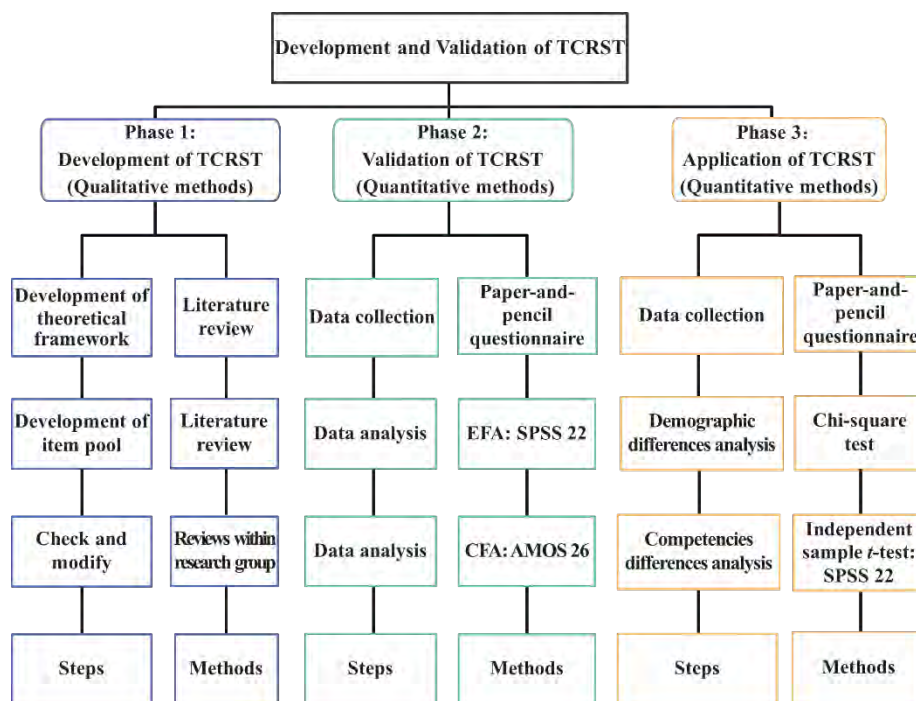 Development and Validation of TCRST
Phase 1:
Development of TCRST
(Qualitative methods)
Phase 2:
Validation of TCRST
(Quantitative methods)
Phase 3:
Application of TCRST
(Quantitative methods)
Development of
theoretical
framework
Literature
review
Data collection
Paper-and-
pencil
questionnaire
Data collection
Paper-and-
pencil
questionnaire
Development of
item pool
Literature
review
Data analysis
EFA: SPSS 22
Demographic
differences analysis
Chi-square
test
Check and
modify
Reviews within
research group
Data analysis
CFA: AMOS 26
Competencies
differences analysis
Independent
sample t-test:
SPSS 22
Steps
Methods
Steps
Methods
Steps
Methods